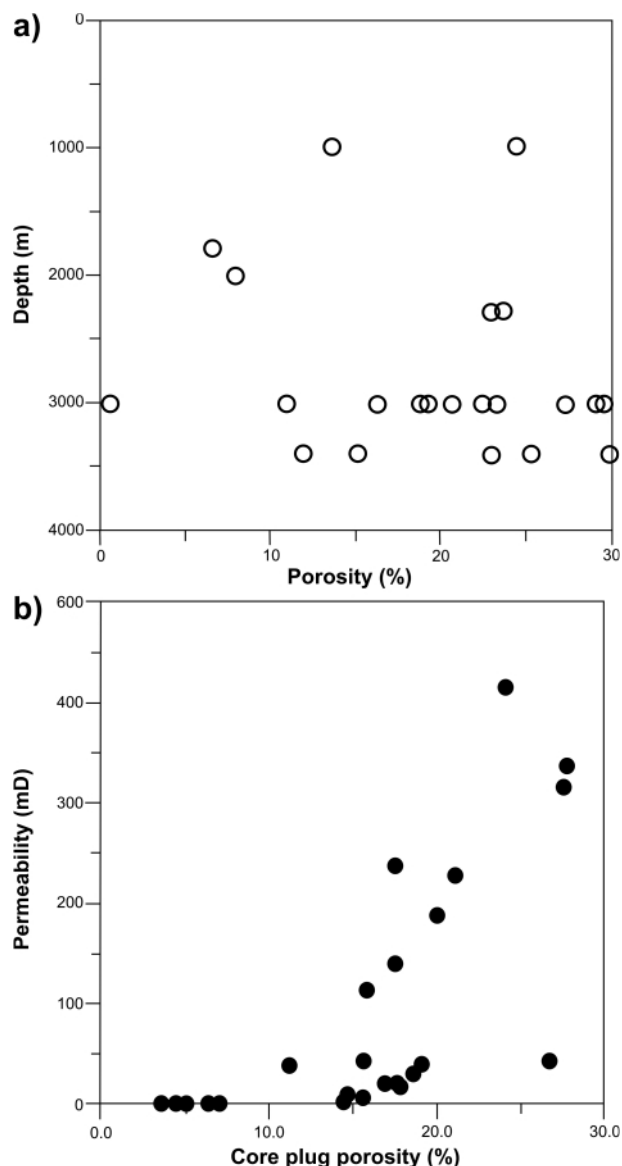 a)
0
1000
2000
3000
4000
Depth (m)
0 10 20 30
Porosity (%)
b)
600
400
300
200
100
0
Permeability (mD)
0.0 10.0 20.0 30.0
Core plug porosity (%)